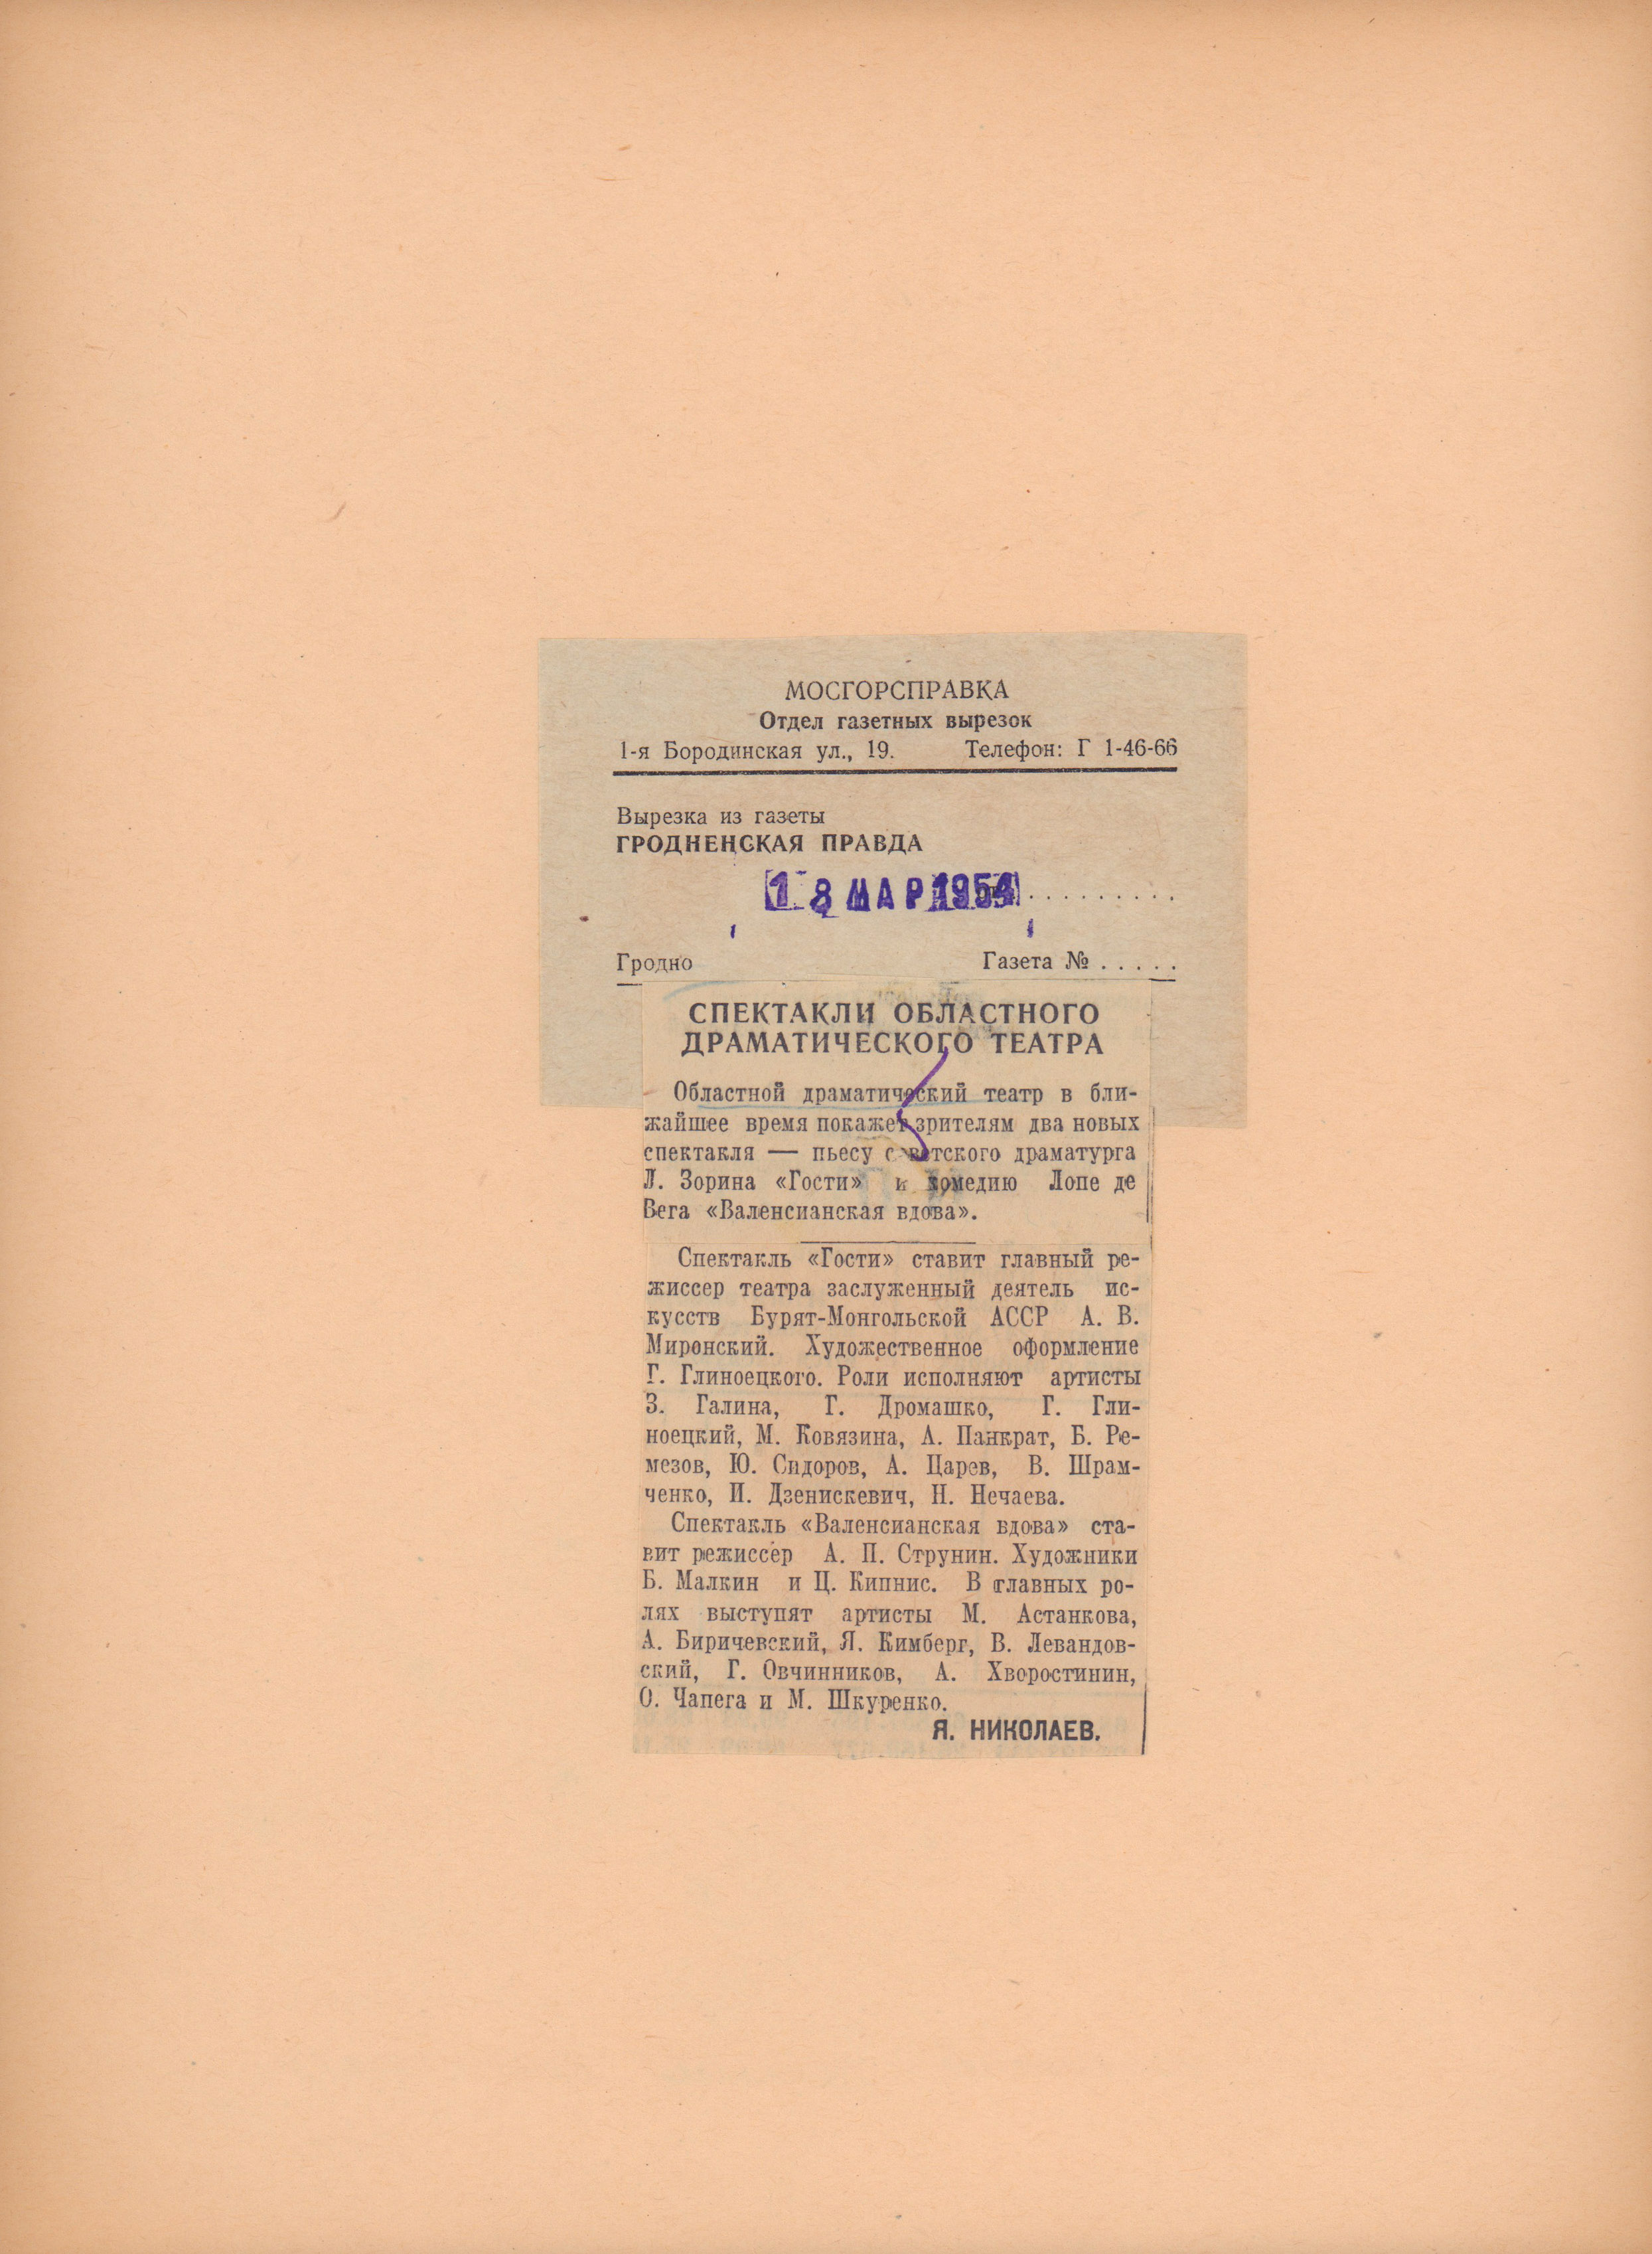 МОСГОРСПРАВКА
Отдел газетных вырезок
1-я Бородинская ул., 19. Телефон: Г 1-46-66
Вырезка из газеты
ГРОДНЕНСКАЯ ПРАВДА
18 МАР 1954
Гродно Газета № . . . . .
СПЕКТАКЛИ ОБЛАСТНОГО
ДРАМАТИЧЕСКОГО ТЕАТРА
Областной драматический театр в бли-
жайшее время покажет зрителям два новых
спектакля — пьесу советского драматурга
Л. Зорина «Гости» и комедию Лопе де
Вега «Валенсианская вдова».
Спектакль «Гости» ставит главный ре-
жиссер театра заслуженный деятель ис-
кусств Бурят-Монгольской АССР А. В.
Миронский. Художественное оформление
Г. Глиноецкого. Роли исполняют артисты
З. Галина, Г. Дромашко, Г. Гли-
ноецкий, М. Ковязина, А. Панкрат, Б. Ре-
мезов, Ю. Сидоров, А. Царев, В. Шрам-
ченко, И. Дзенискевич, Н. Нечаева.
Спектакль «Валенсианская вдова» ста-
вит режиссер А. П. Струнин. Художники
Б. Малкин и Ц. Кипнис. В главных ро-
лях выступят артисты М. Астанкова,
А. Биричевский, Я. Кимберг, В. Левандов-
ский, Г. Овчинников, А. Хворостинин,
О. Чапега и М. Шкуренко.
Я. НИКОЛАЕВ.